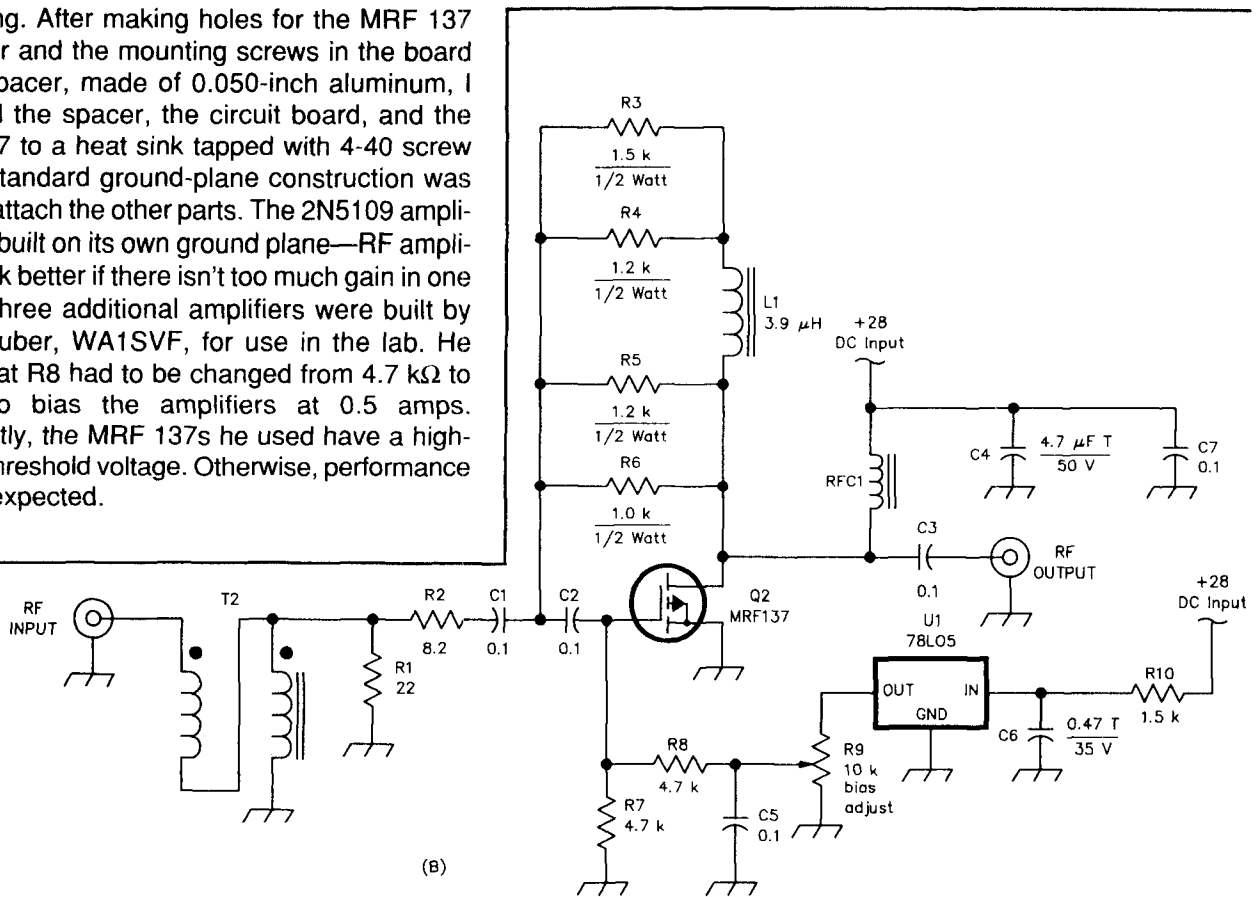 ng. After making holes for the MRF 137
r and the mounting screws in the board
pacer, made of 0.050-inch aluminum, I
the spacer, the circuit board, and the
7 to a heat sink tapped with 4-40 screw
tandard ground-plane construction was
attach the other parts. The 2N5109 ampli-
built on its own ground plane—RF ampli-
k better if there isn't too much gain in one
hree additional amplifiers were built by
uber, WA1SVF, for use in the lab. He
at R8 had to be changed from 4.7 kΩ to
o bias the amplifiers at 0.5 amps.
tly, the MRF 137s he used have a high-
hreshold voltage. Otherwise, performance
expected.
R3
1.5 k
1/2 Watt
R4
1.2 k
1/2 Watt
L1
3.9 μH
R5
1.2 k
1/2 Watt
R6
1.0 k
1/2 Watt
+28
DC Input
RFC1
C4
4.7 μF T
50 V
C7
0.1
C3
0.1
RF
OUTPUT
RF
INPUT
T2
R1
22
R2
8.2
C1
0.1
C2
0.1
Q2
MRF137
U1
78L05
OUT
IN
GND
+28
DC Input
R10
1.5 k
C6
0.47 T
35 V
R9
10 k
bias
adjust
R8
4.7 k
R7
4.7 k
C5
0.1
(B)